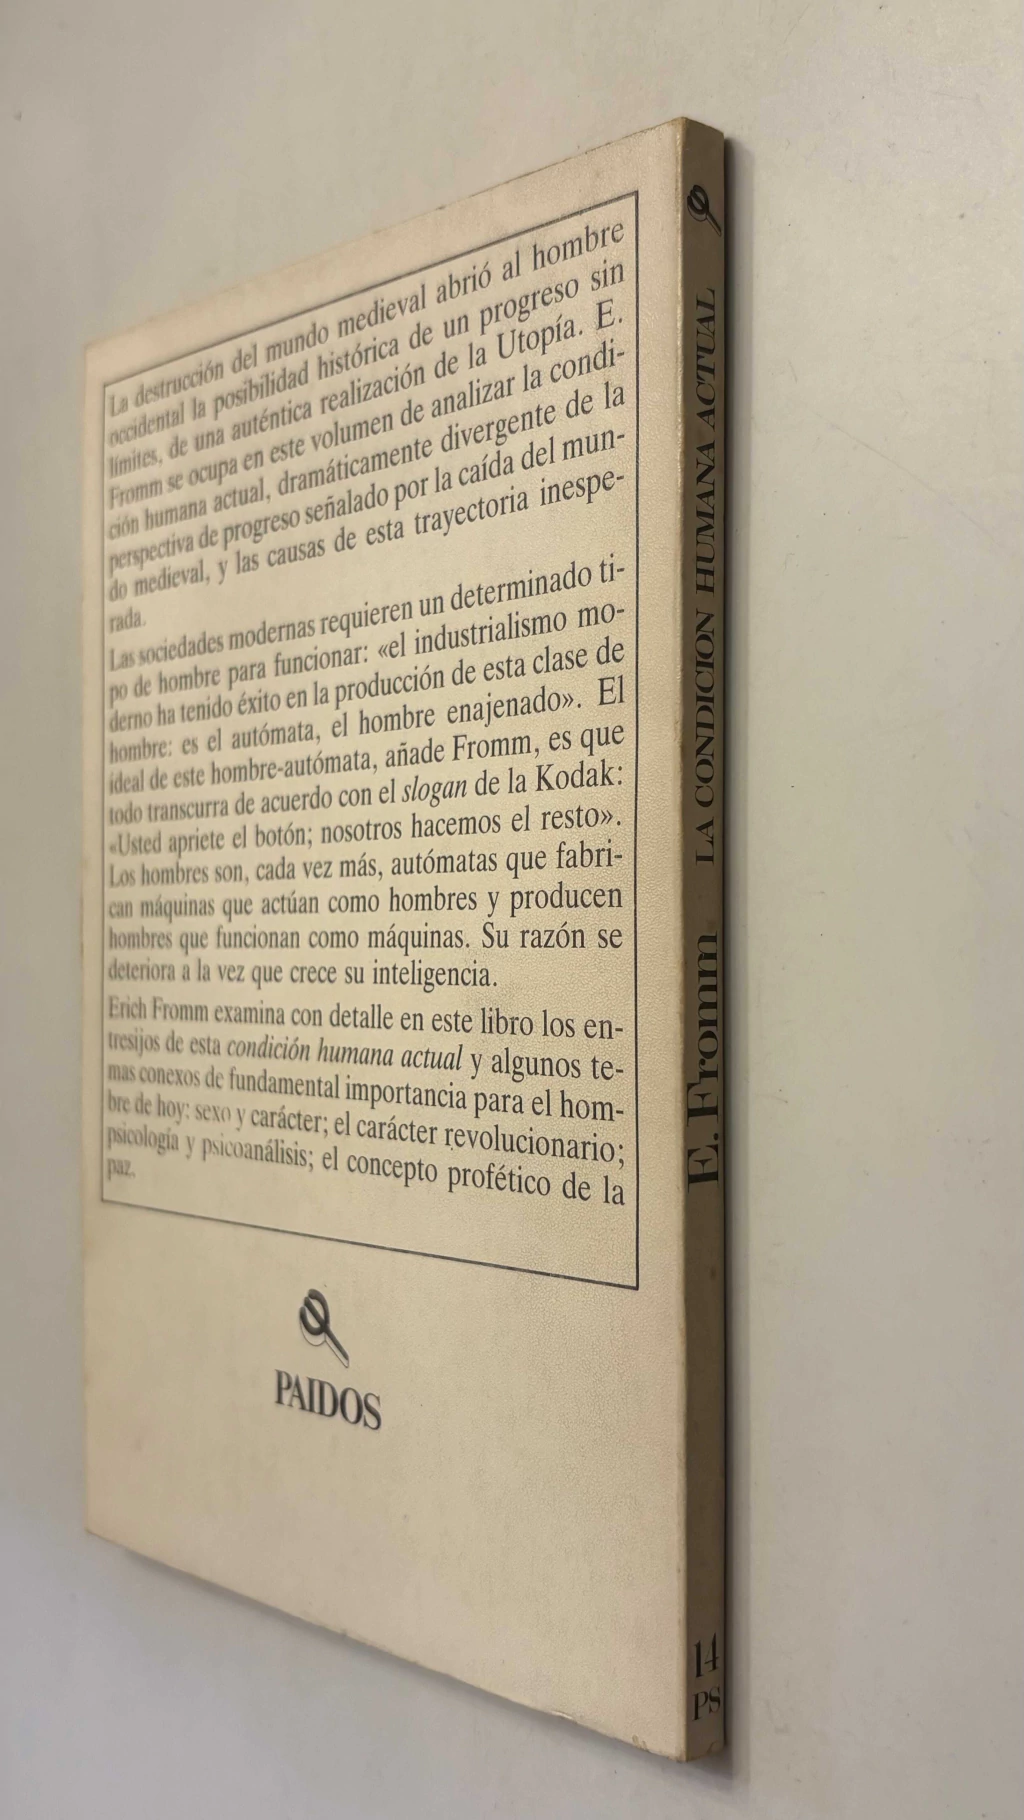 La destrucción del mundo medieval abrió al hombre
occidental la posibilidad histórica de un progreso sin
límites, de una auténtica realización de la Utopía. E.
Fromm se ocupa en este volumen de analizar la condi-
ción humana actual, dramáticamente divergente de la
perspectiva de progreso señalado por la caída del mun-
do medieval, y las causas de esta trayectoria inespe-
rada.
Las sociedades modernas requieren un determinado ti-
po de hombre para funcionar: «el industrialismo mo-
derno ha tenido éxito en la producción de esta clase de
hombre: es el autómata, el hombre enajenado». El
ideal de este hombre-autómata, añade Fromm, es que
todo transcurra de acuerdo con el slogan de la Kodak:
«Usted apriete el botón; nosotros hacemos el resto».
Los hombres son, cada vez más, autómatas que fabri-
can máquinas que actúan como hombres y producen
hombres que funcionan como máquinas. Su razón se
deteriora a la vez que crece su inteligencia.
Erich Fromm examina con detalle en este libro los en-
tresijos de esta condición humana actual y algunos te-
mas conexos de fundamental importancia para el hom-
bre de hoy: sexo y carácter; el carácter revolucionario;
psicología y psicoanálisis; el concepto profético de la
paz.
PAIDOS
E. Fromm LA CONDICION HUMANA ACTUAL
14
PS